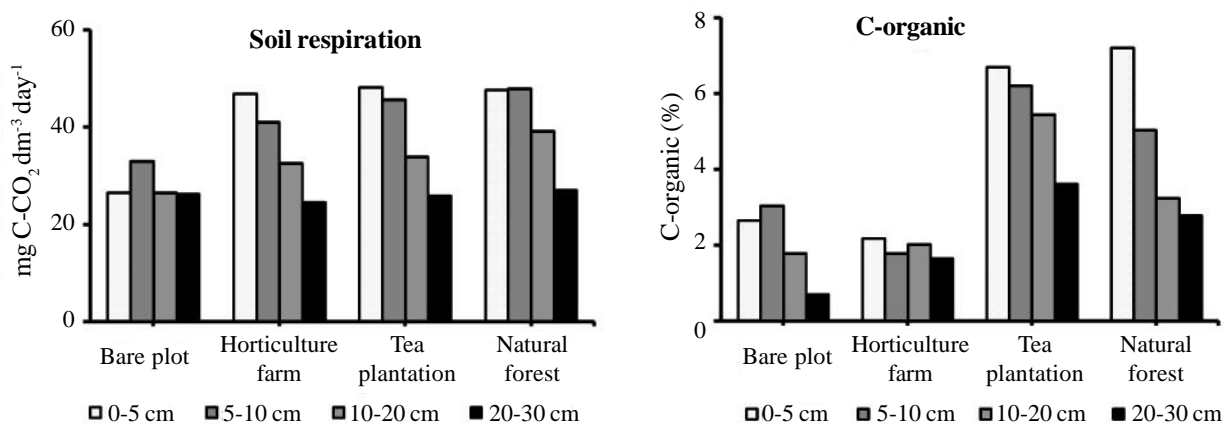 Soil respiration
mg C-CO₂ dm⁻³ day⁻¹
60
40
20
0
Bare plot
Horticulture farm
Tea plantation
Natural forest
0-5 cm 5-10 cm 10-20 cm 20-30 cm
C-organic
C-organic (%)
8
6
4
2
0
Bare plot
Horticulture farm
Tea plantation
Natural forest
0-5 cm 5-10 cm 10-20 cm 20-30 cm